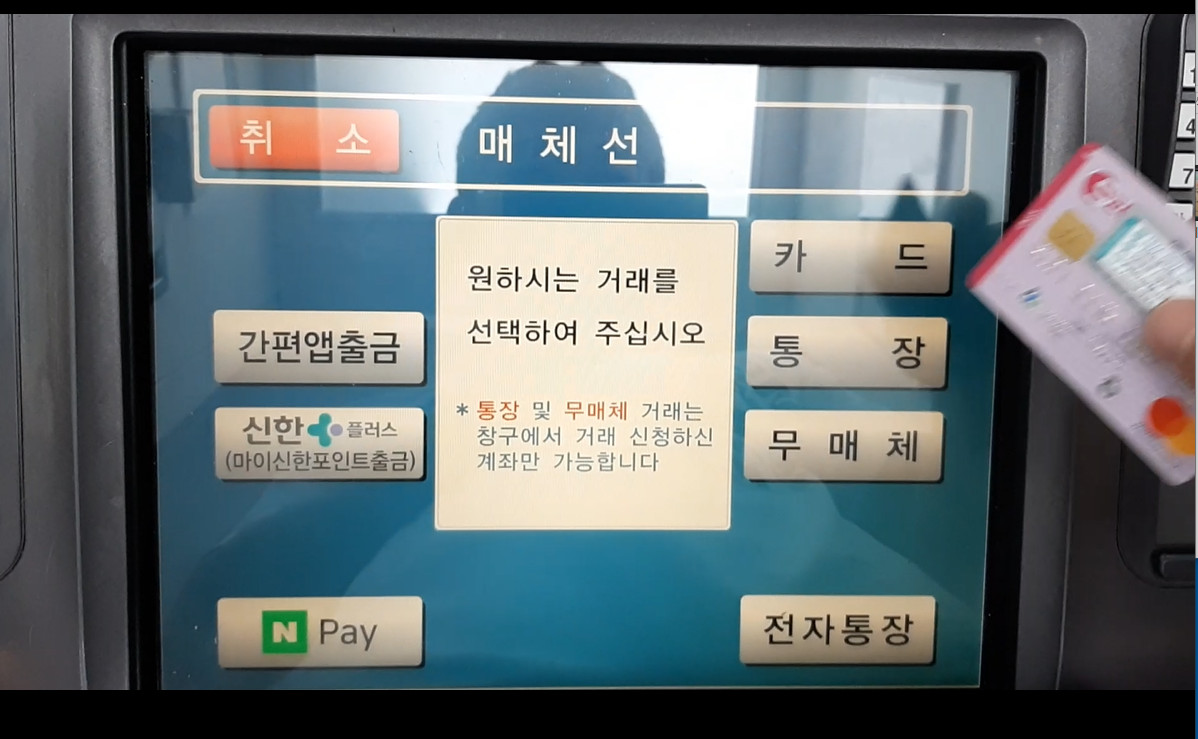 취 소
매 체 선
원하시는 거래를
선택하여 주십시오
* 통장 및 무매체 거래는
창구에서 거래 신청하신
계좌만 가능합니다
간편앱출금
신한 플러스
(마이신한포인트출금)
N Pay
카 드
통 장
무 매 체
전자통장
4
7